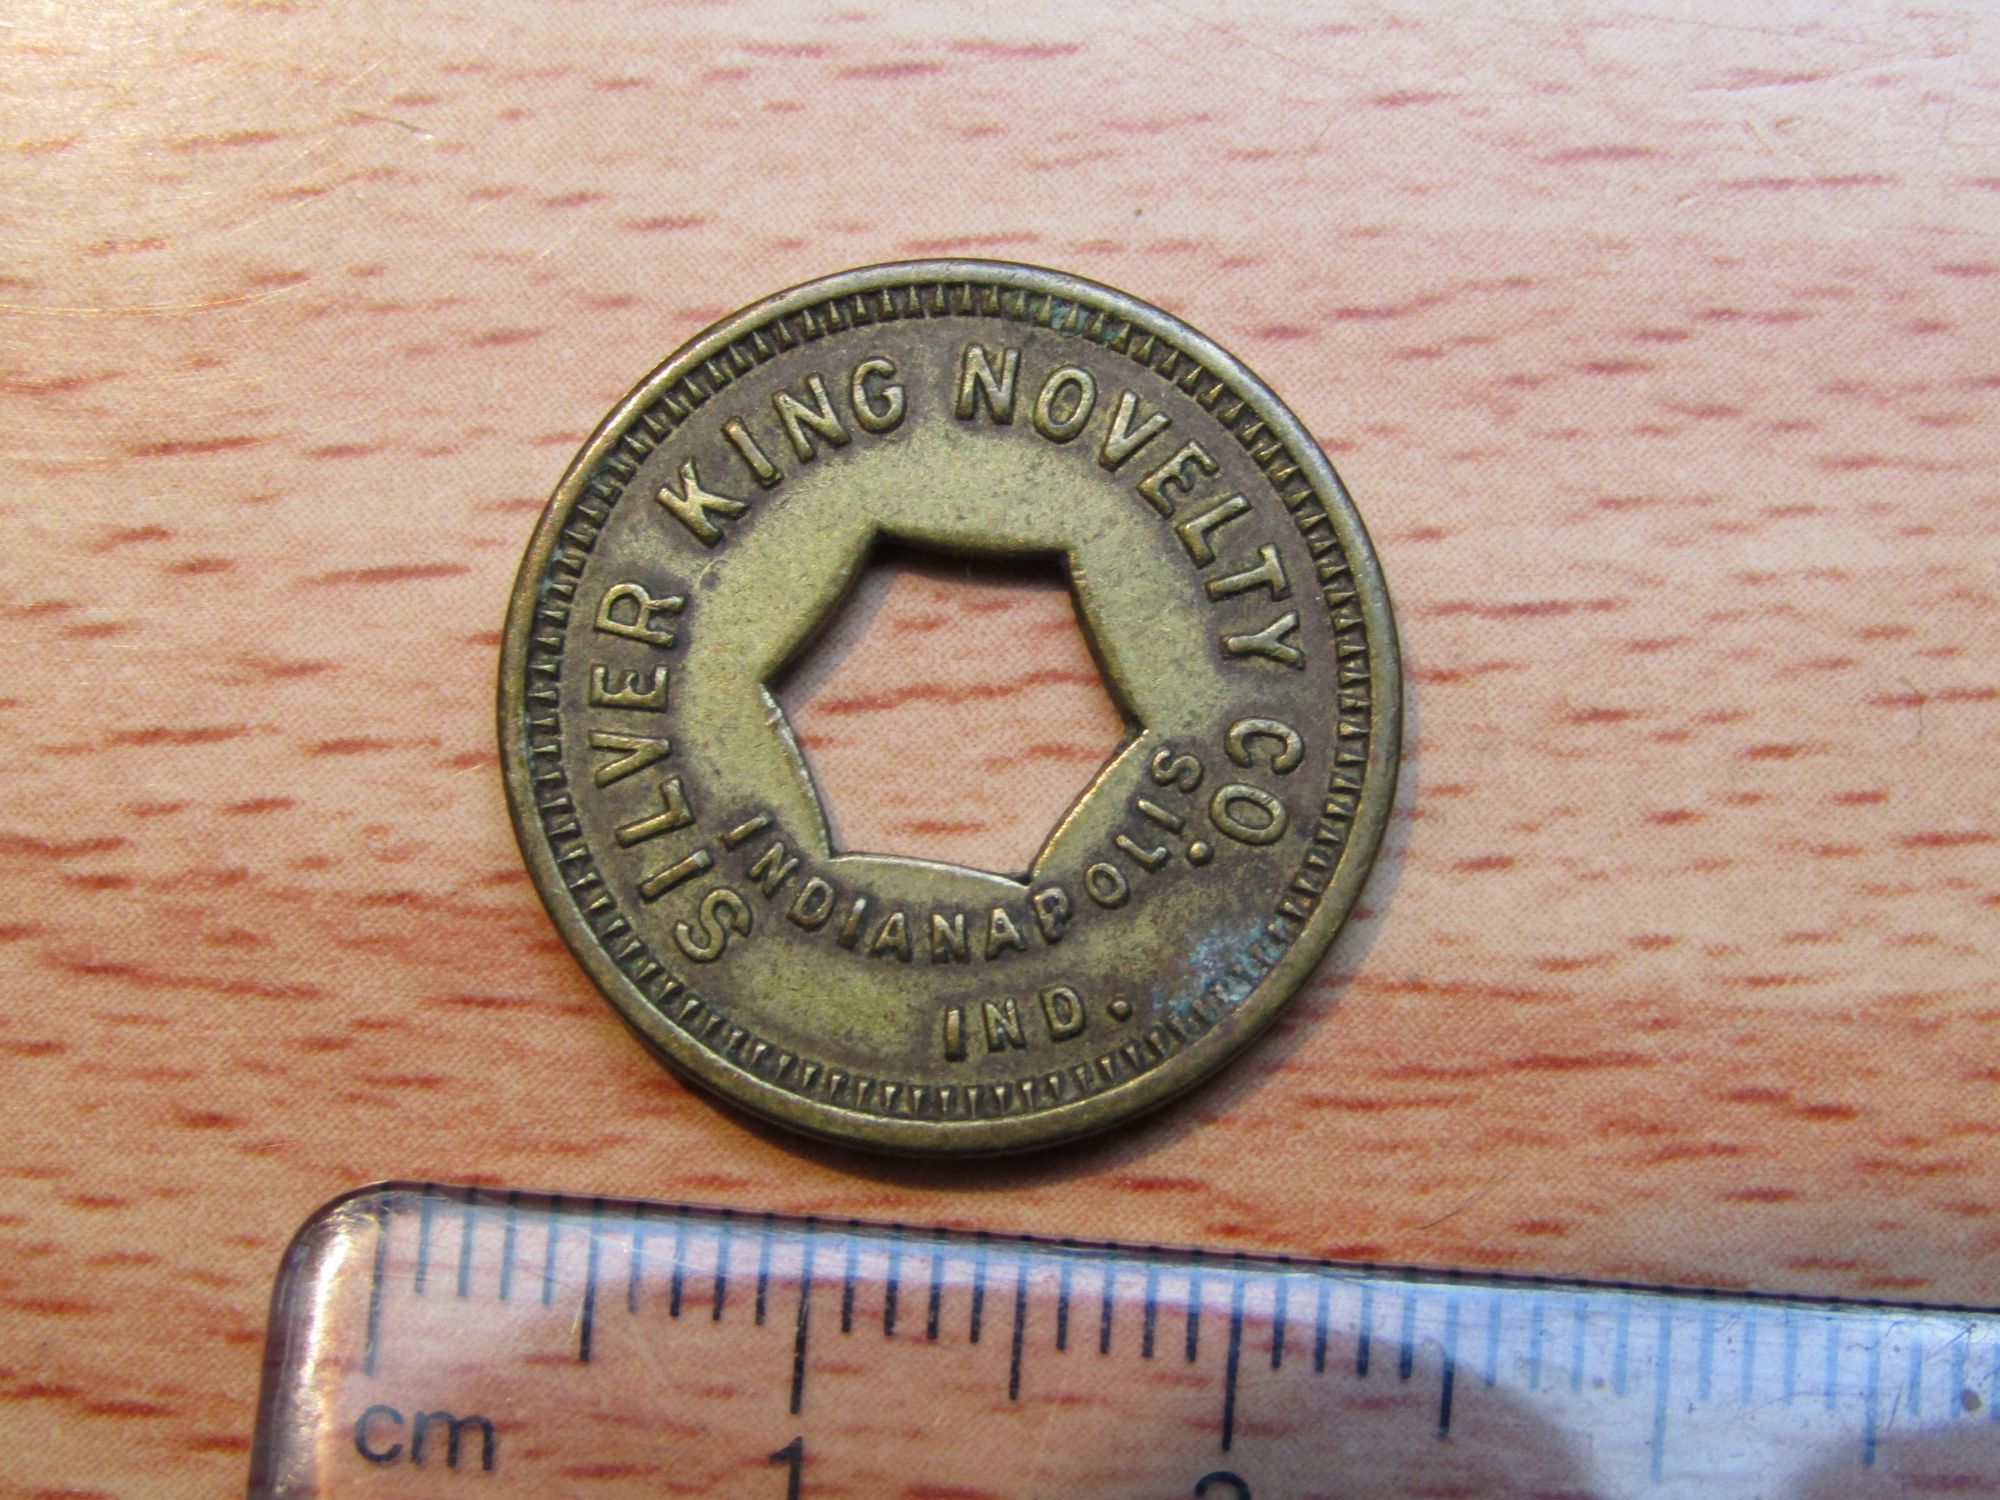 SILVER KING NOVELTY CO.
INDIANAPOLIS
IND.
cm
1
2